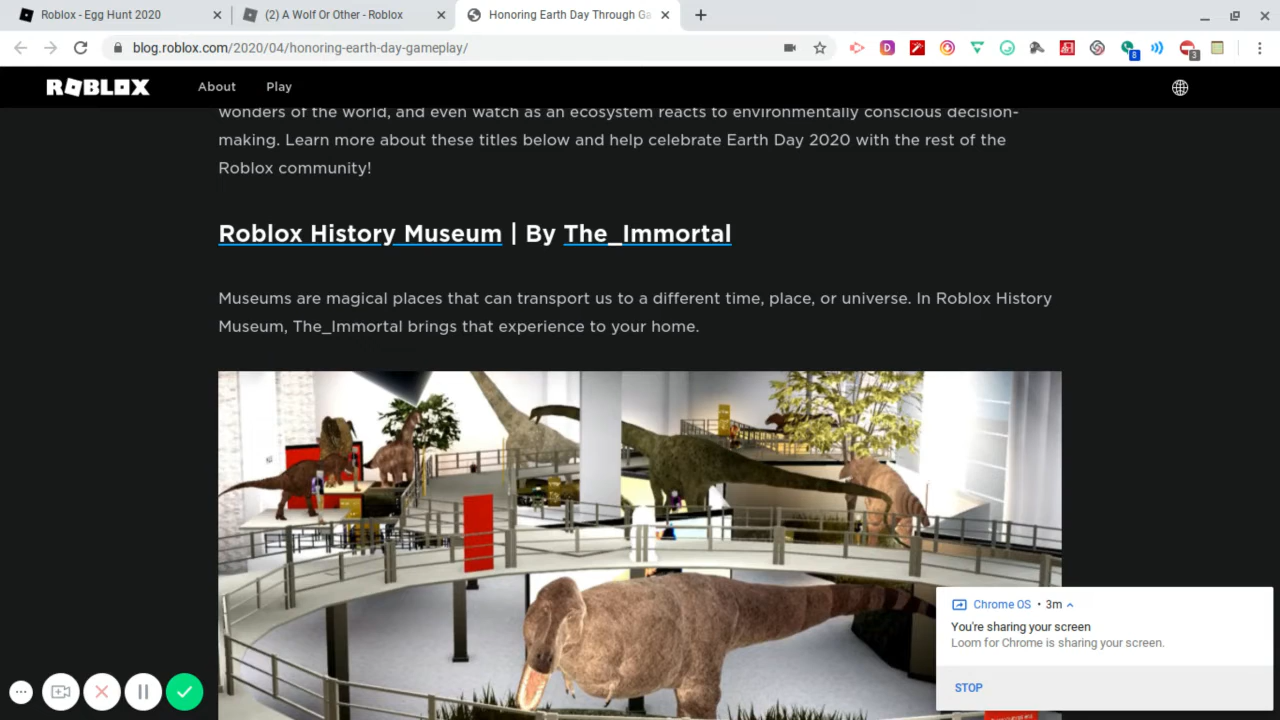 Roblox - Egg Hunt 2020
(2) A Wolf Or Other - Roblox
Honoring Earth Day Through Ga
blog.roblox.com/2020/04/honoring-earth-day-gameplay/
8
3
ROBLOX
About
Play
wonders of the world, and even watch as an ecosystem reacts to environmentally conscious decision-
making. Learn more about these titles below and help celebrate Earth Day 2020 with the rest of the
Roblox community!
Roblox History Museum | By The_Immortal
Museums are magical places that can transport us to a different time, place, or universe. In Roblox History
Museum, The_Immortal brings that experience to your home.
Chrome OS • 3m
You're sharing your screen
Loom for Chrome is sharing your screen.
STOP